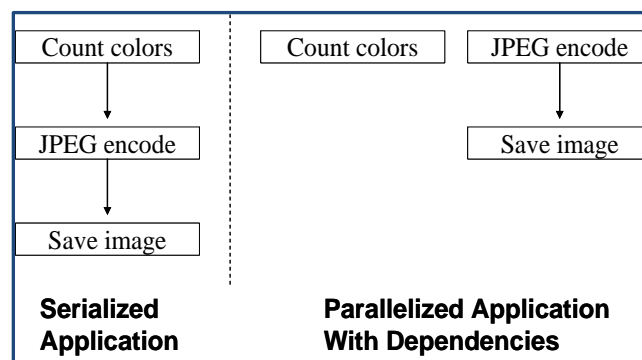 Count colors
JPEG encode
Save image
Serialized
Application
Count colors
JPEG encode
Save image
Parallelized Application
With Dependencies